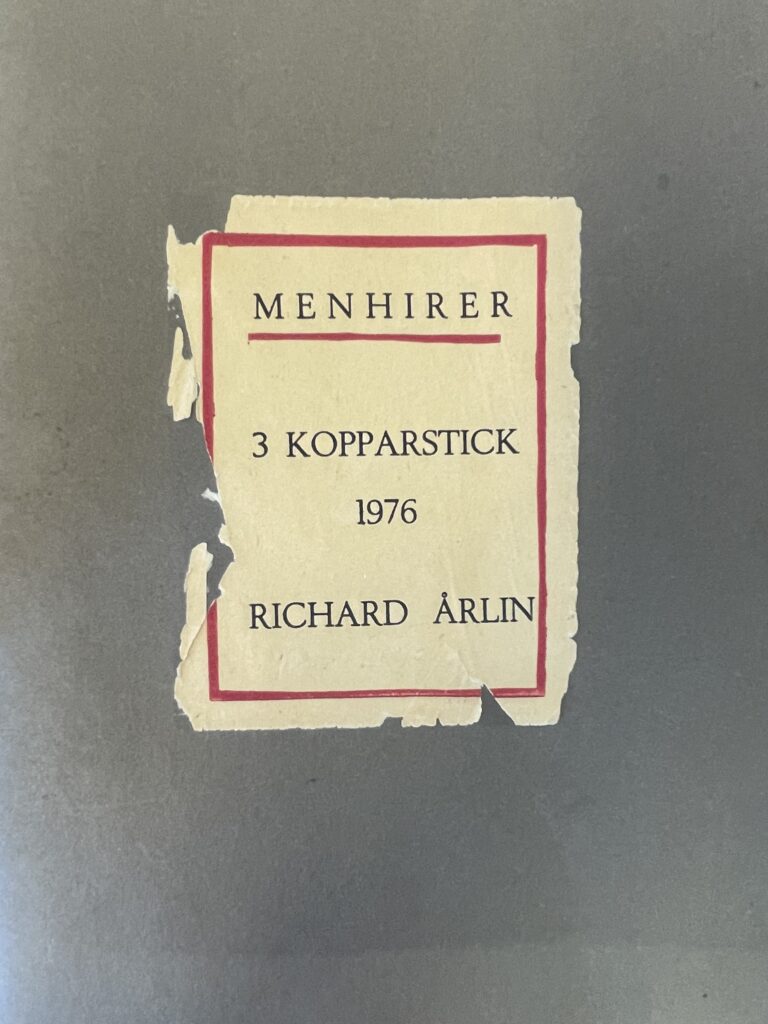 MENHIRER
3 KOPPARSTICK
1976
RICHARD ÅRLIN